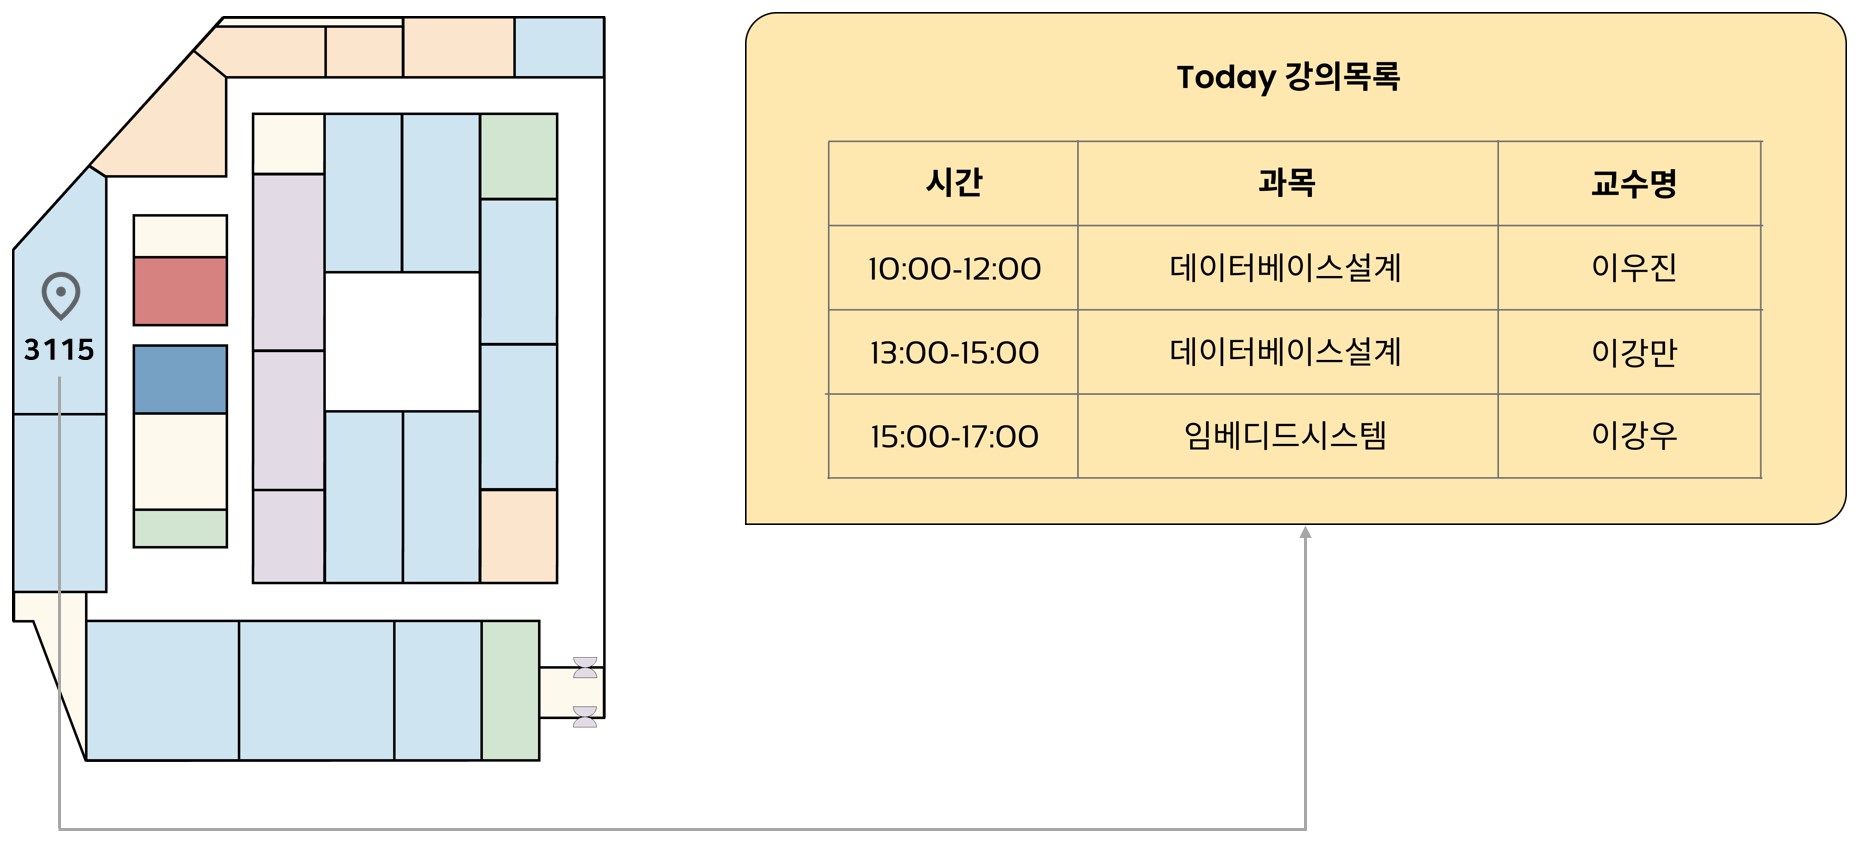 Today 강의목록
시간 과목 교수명
10:00-12:00 데이터베이스설계 이우진
3115
13:00-15:00 데이터베이스설계 이강만
15:00-17:00 임베디드시스템 이강우